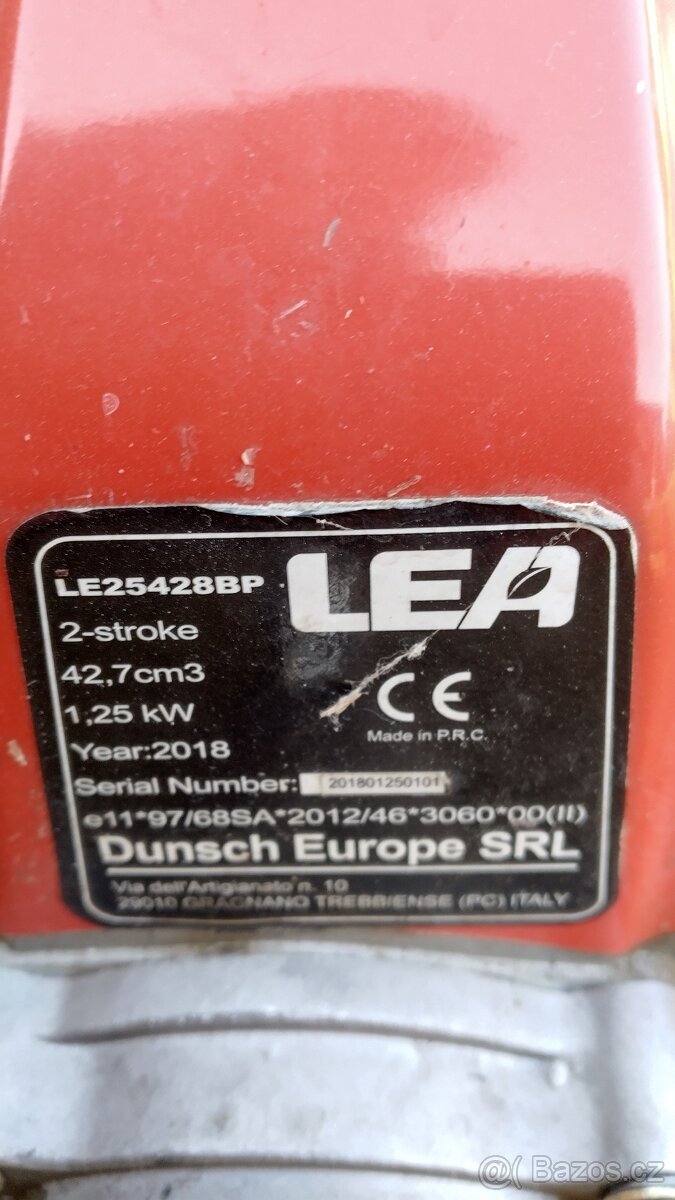 LE25428BP
LEA
2-stroke
42,7cm3
1,25 kW
CE
Made in P.R.C.
Year:2018
Serial Number: 201801250101
e11*97/68SA*2012/46*3060*00(II)
Dunsch Europe SRL
Via dell'Artigianato n. 10
29010 GRAGNANO TREBBIENSE (PC) ITALY
@ Bazos.cz